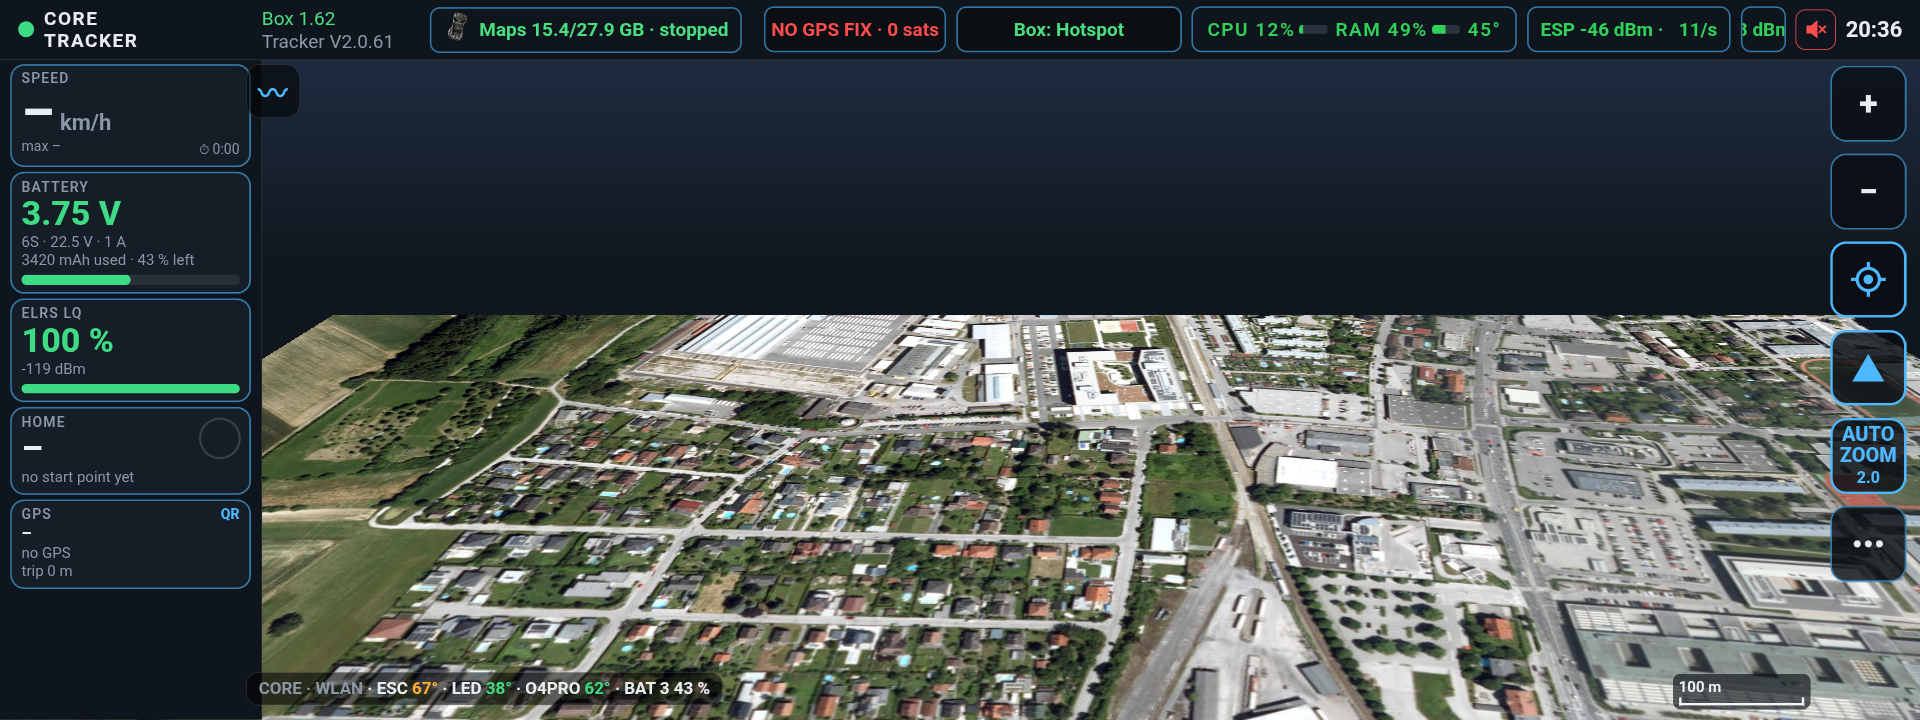 CORE
TRACKER
Box 1.62
Tracker V2.0.61
Maps 15.4/27.9 GB · stopped
NO GPS FIX · 0 sats
Box: Hotspot
CPU 12% RAM 49% 45°
ESP -46 dBm · 11/s
dBm
20:36
SPEED
– km/h
max –
⏱ 0:00
BATTERY
3.75 V
6S · 22.5 V · 1 A
3420 mAh used · 43 % left
ELRS LQ
100 %
-119 dBm
HOME
–
no start point yet
GPS
QR
–
no GPS
trip 0 m
+
−
AUTO
ZOOM
2.0
CORE · WLAN · ESC 67° · LED 38° · O4PRO 62° · BAT 3 43 %
100 m